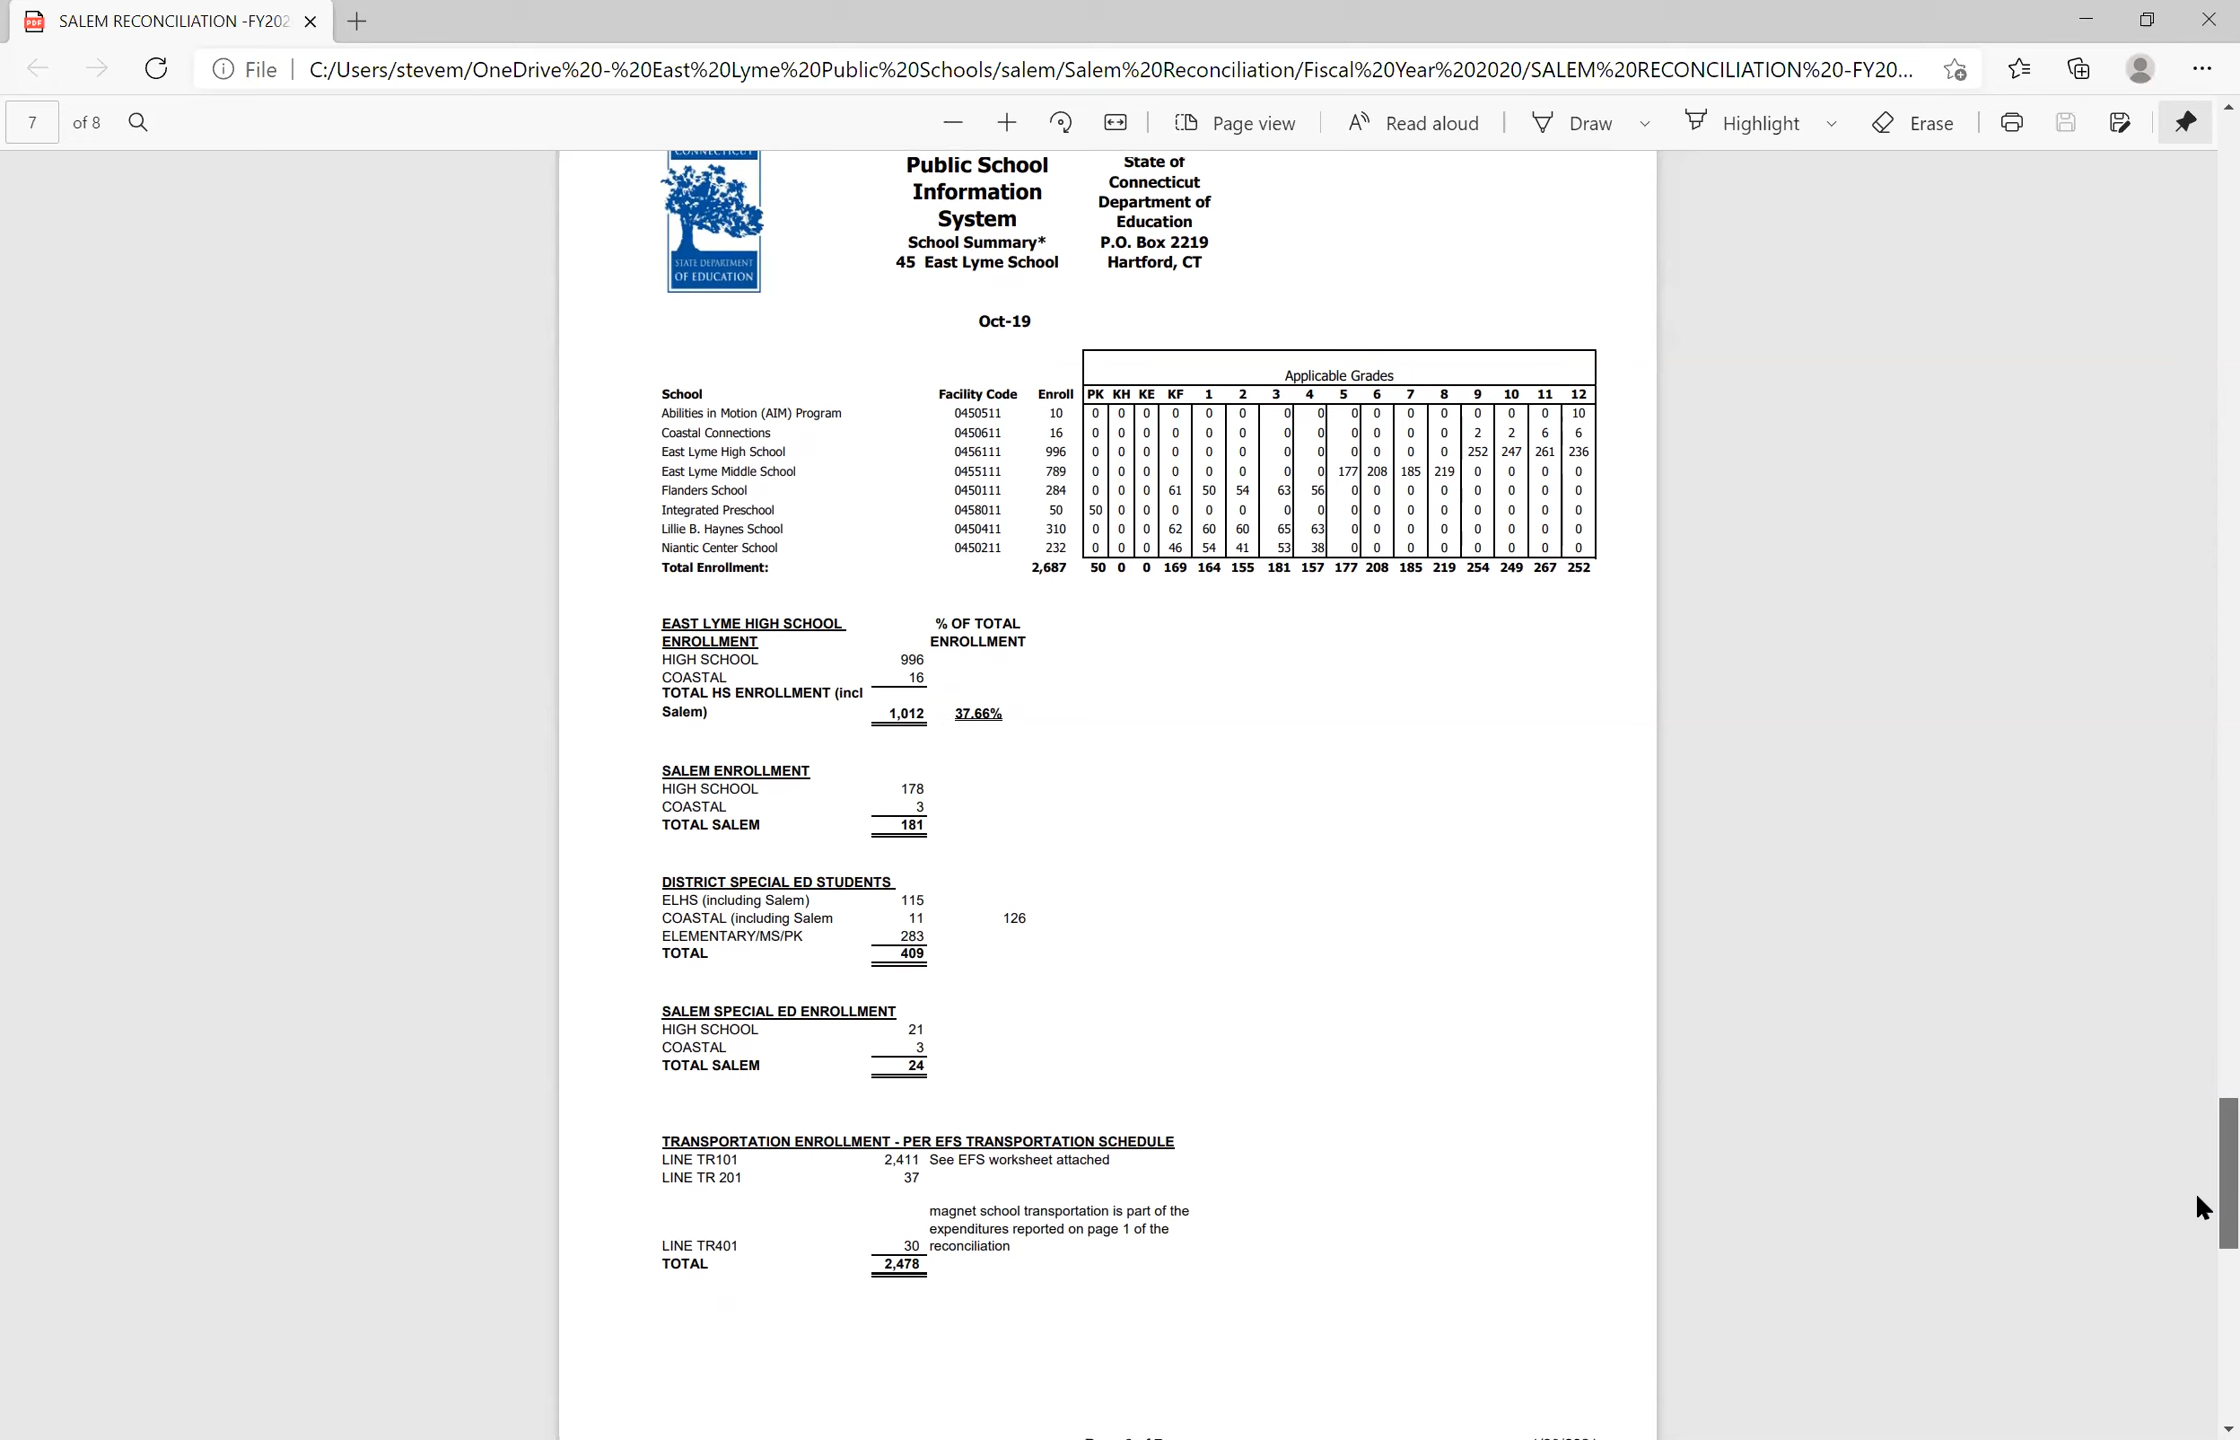 SALEM RECONCILIATION -FY202
File | C:/Users/stevem/OneDrive%20-%20East%20Lyme%20Public%20Schools/salem/Salem%20Reconciliation/Fiscal%20Year%202020/SALEM%20RECONCILIATION%20-FY20...
7 of 8 Page view Read aloud Draw Highlight Erase
CONNECTICUT
STATE DEPARTMENT
OF EDUCATION
Public School
Information
System
School Summary*
45 East Lyme School
State of
Connecticut
Department of
Education
P.O. Box 2219
Hartford, CT
Oct-19
Applicable Grades
School Facility Code Enroll PK KH KE KF 1 2 3 4 5 6 7 8 9 10 11 12
Abilities in Motion (AIM) Program 0450511 10 0 0 0 0 0 0 0 0 0 0 0 0 0 0 0 10
Coastal Connections 0450611 16 0 0 0 0 0 0 0 0 0 0 0 0 2 2 6 6
East Lyme High School 0456111 996 0 0 0 0 0 0 0 0 0 0 0 0 252 247 261 236
East Lyme Middle School 0455111 789 0 0 0 0 0 0 0 0 177 208 185 219 0 0 0 0
Flanders School 0450111 284 0 0 0 61 50 54 63 56 0 0 0 0 0 0 0 0
Integrated Preschool 0458011 50 50 0 0 0 0 0 0 0 0 0 0 0 0 0 0 0
Lillie B. Haynes School 0450411 310 0 0 0 62 60 60 65 63 0 0 0 0 0 0 0 0
Niantic Center School 0450211 232 0 0 0 46 54 41 53 38 0 0 0 0 0 0 0 0
Total Enrollment: 2,687 50 0 0 169 164 155 181 157 177 208 185 219 254 249 267 252
EAST LYME HIGH SCHOOL % OF TOTAL
ENROLLMENT ENROLLMENT
HIGH SCHOOL 996
COASTAL 16
TOTAL HS ENROLLMENT (incl
Salem) 1,012 37.66%
SALEM ENROLLMENT
HIGH SCHOOL 178
COASTAL 3
TOTAL SALEM 181
DISTRICT SPECIAL ED STUDENTS
ELHS (including Salem) 115
COASTAL (including Salem 11 126
ELEMENTARY/MS/PK 283
TOTAL 409
SALEM SPECIAL ED ENROLLMENT
HIGH SCHOOL 21
COASTAL 3
TOTAL SALEM 24
TRANSPORTATION ENROLLMENT - PER EFS TRANSPORTATION SCHEDULE
LINE TR101 2,411 See EFS worksheet attached
LINE TR 201 37
magnet school transportation is part of the
expenditures reported on page 1 of the
LINE TR401 30 reconciliation
TOTAL 2,478